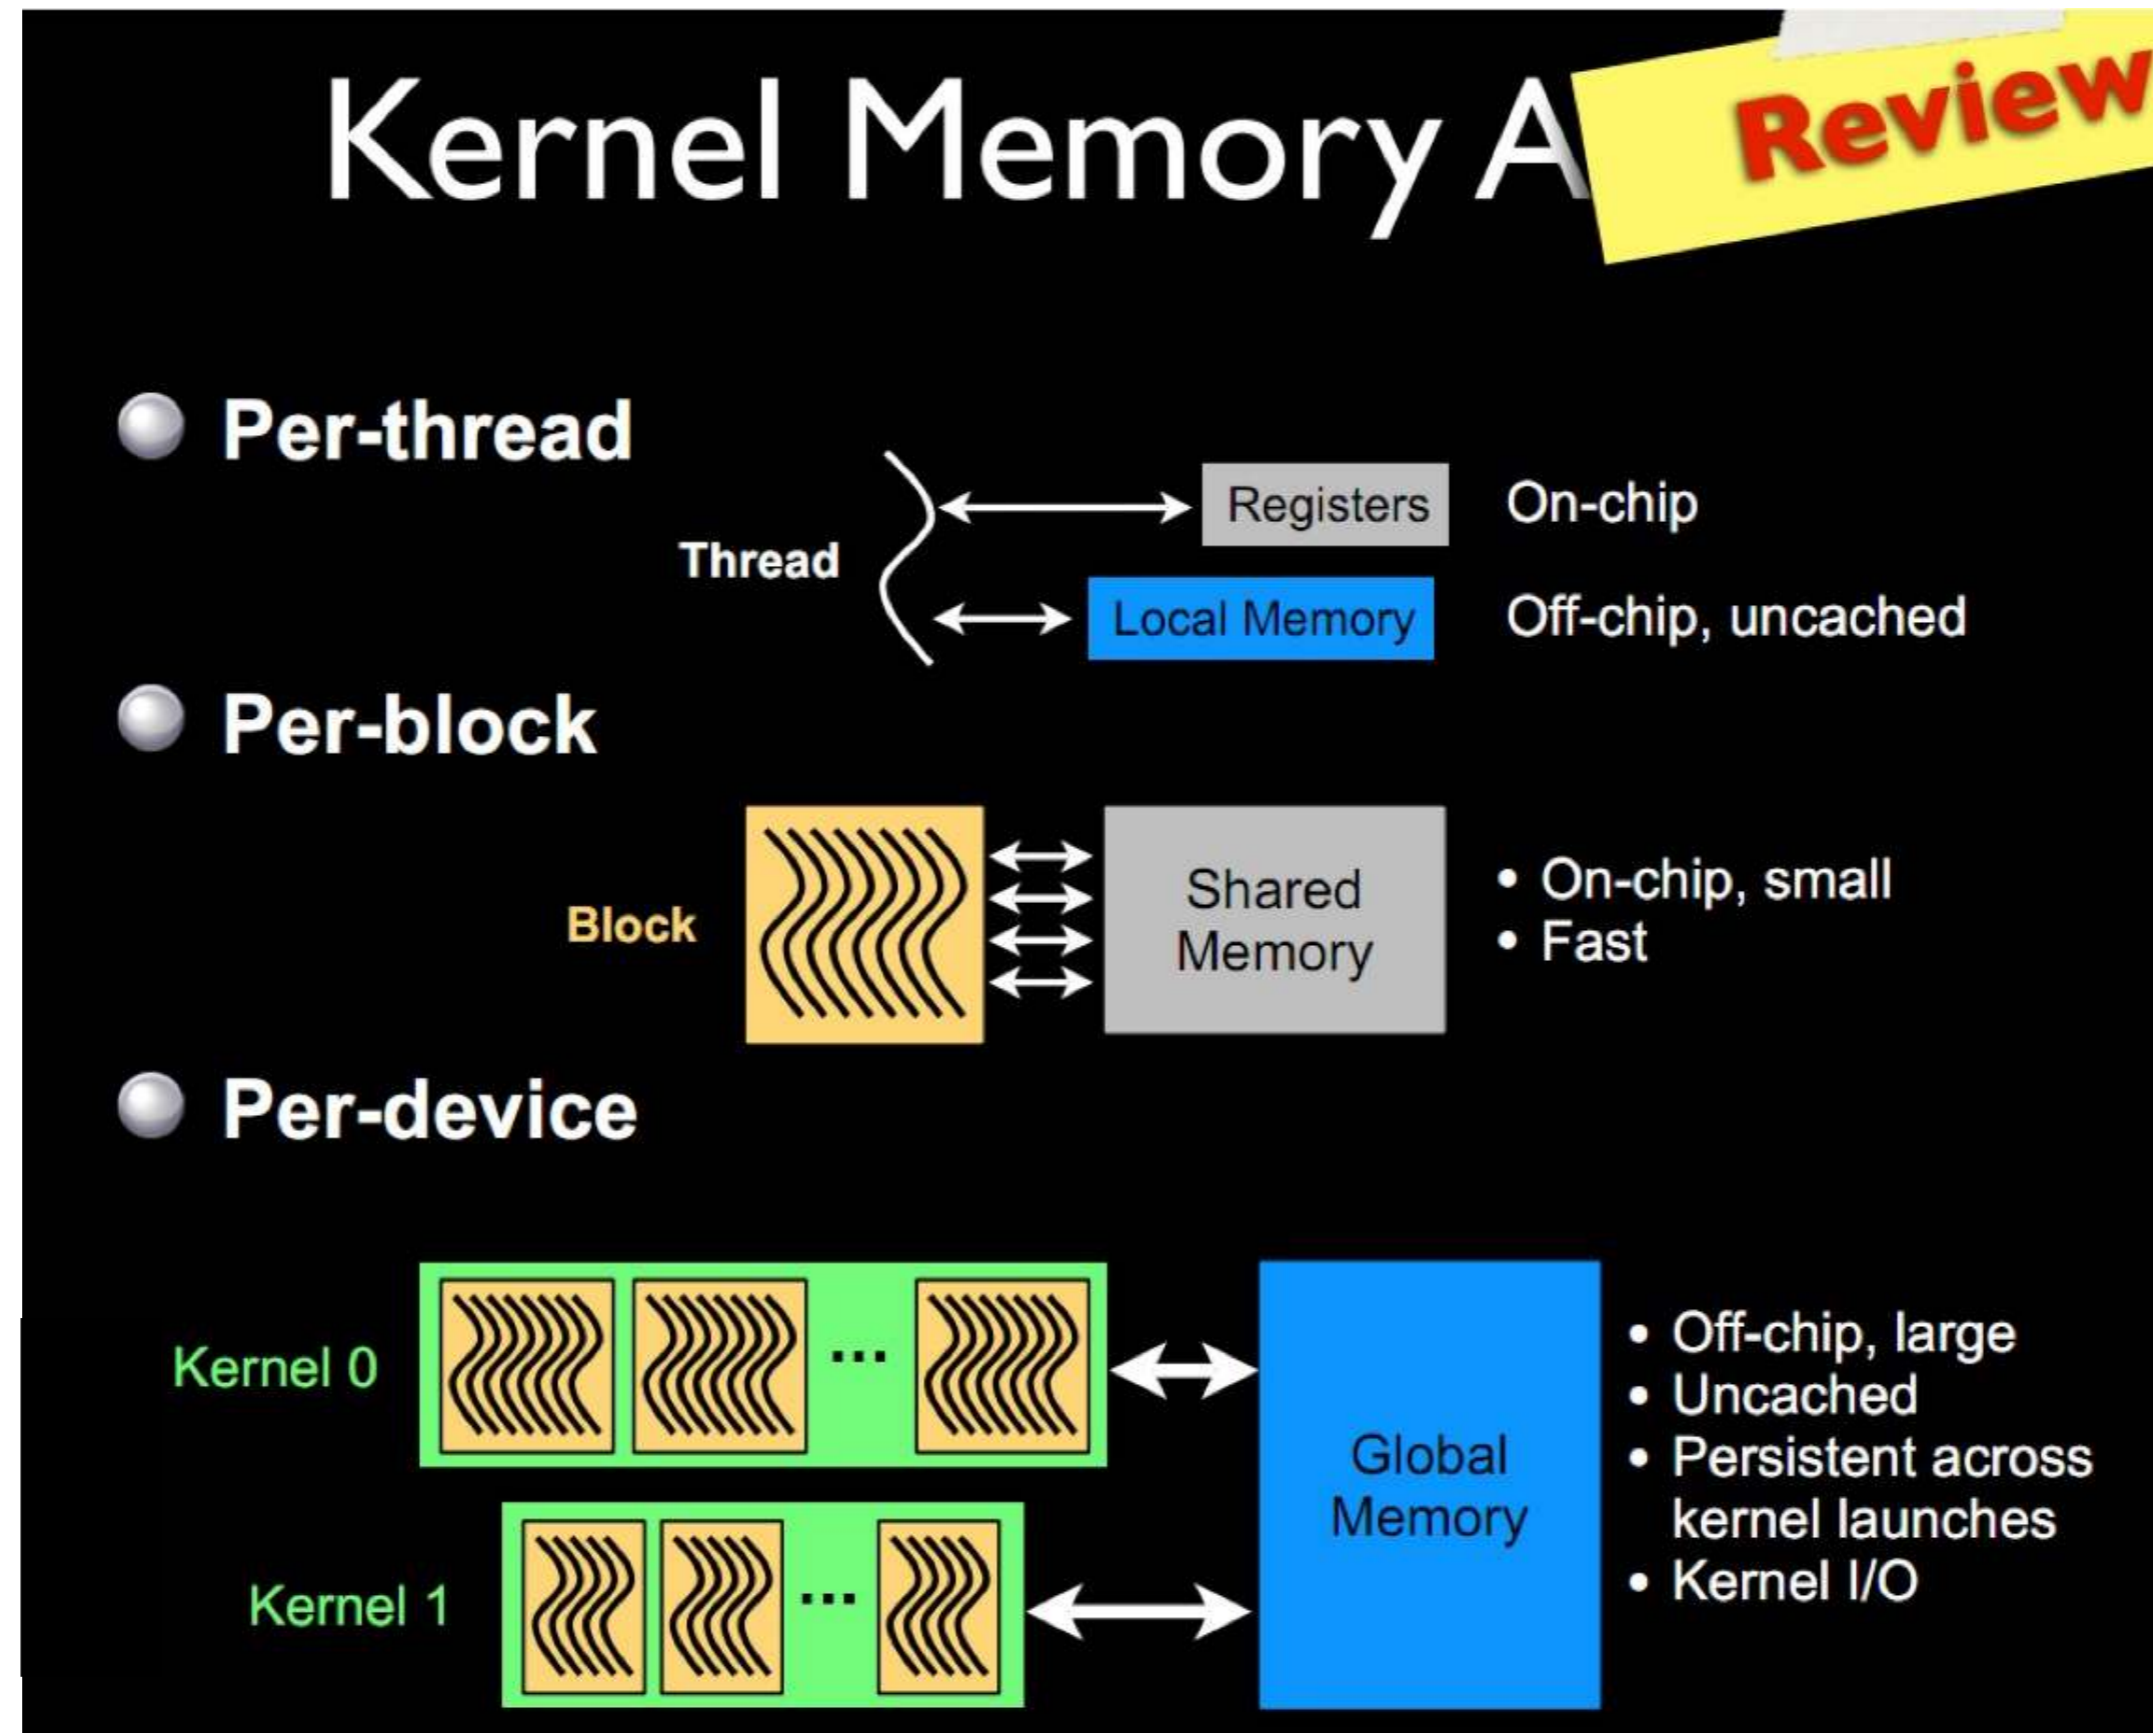 Kernel Memory A
Review
Per-thread
Thread
Registers
On-chip
Local Memory
Off-chip, uncached
Per-block
Block
Shared
Memory
• On-chip, small
• Fast
Per-device
Kernel 0
...
Kernel 1
...
Global
Memory
• Off-chip, large
• Uncached
• Persistent across
kernel launches
• Kernel I/O